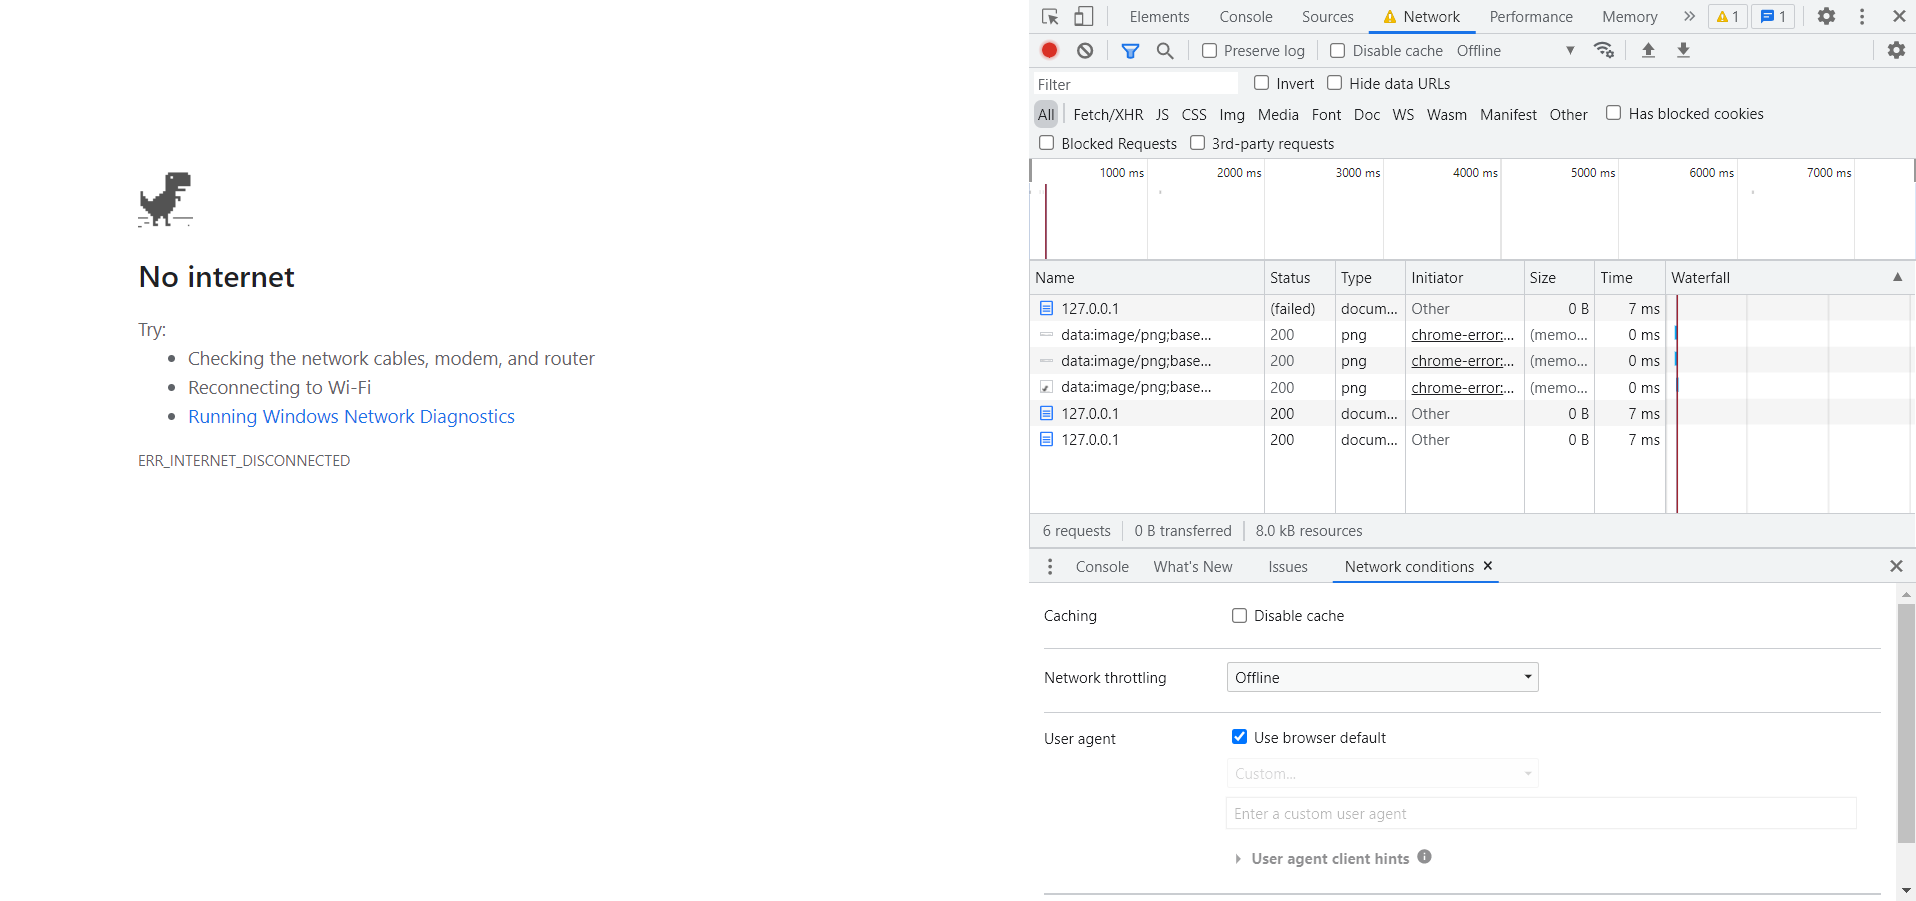 No internet
Try:
Checking the network cables, modem, and router
Reconnecting to Wi-Fi
Running Windows Network Diagnostics
ERR_INTERNET_DISCONNECTED
Elements Console Sources Network Performance Memory 1 1
Preserve log Disable cache Offline
Filter Invert Hide data URLs
All Fetch/XHR JS CSS Img Media Font Doc WS Wasm Manifest Other Has blocked cookies
Blocked Requests 3rd-party requests
1000 ms 2000 ms 3000 ms 4000 ms 5000 ms 6000 ms 7000 ms
Name Status Type Initiator Size Time Waterfall
127.0.0.1 (failed) docum... Other 0 B 7 ms
data:image/png;base... 200 png chrome-error:... (memo... 0 ms
data:image/png;base... 200 png chrome-error:... (memo... 0 ms
data:image/png;base... 200 png chrome-error:... (memo... 0 ms
127.0.0.1 200 docum... Other 0 B 7 ms
127.0.0.1 200 docum... Other 0 B 7 ms
6 requests 0 B transferred 8.0 kB resources
Console What's New Issues Network conditions
Caching Disable cache
Network throttling Offline
User agent Use browser default
Custom...
Enter a custom user agent
User agent client hints